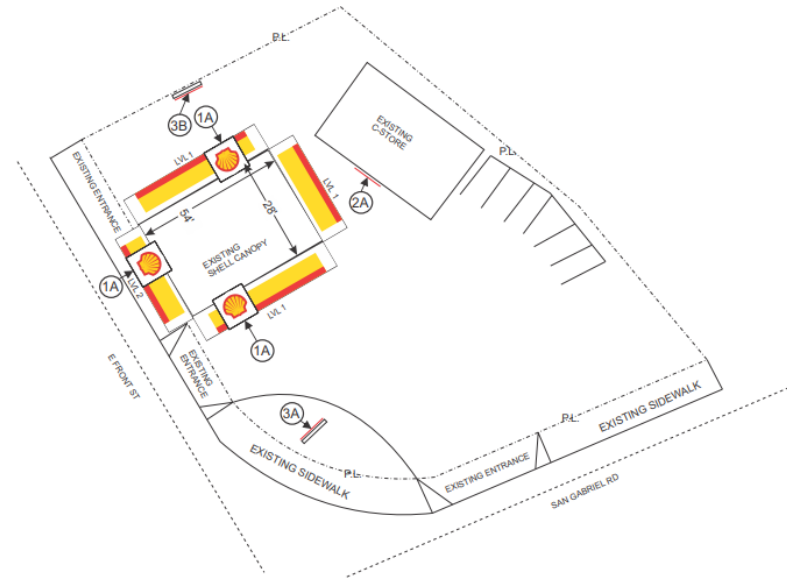 P.L.
3B
1A
LVL 1
EXISTING
C-STORE
P.L.
EXISTING ENTRANCE
54'
28'
LVL 1
2A
EXISTING
SHELL CANOPY
1A
LVL 2
LVL 1
1A
E FRONT ST
EXISTING
ENTRANCE
3A
EXISTING SIDEWALK
P.L.
P.L.
EXISTING SIDEWALK
EXISTING ENTRANCE
SAN GABRIEL RD